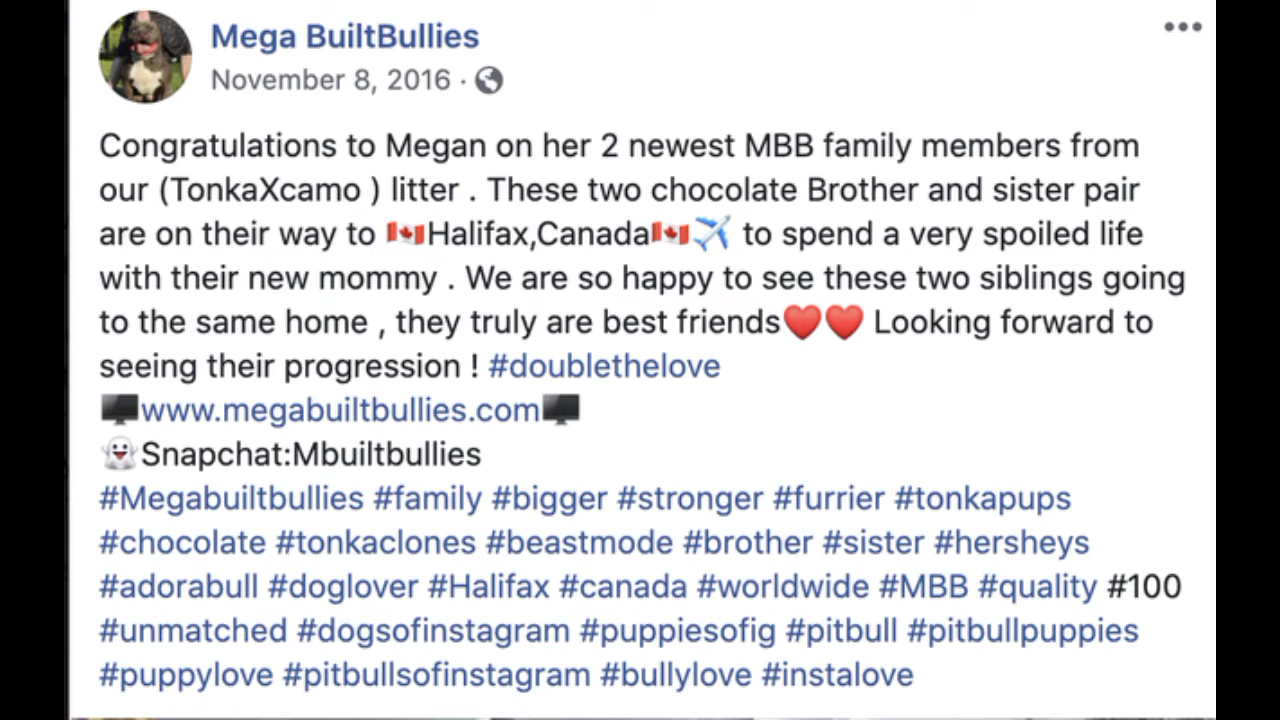 Mega BuiltBullies
November 8, 2016 ·
Congratulations to Megan on her 2 newest MBB family members from
our (TonkaXcamo ) litter . These two chocolate Brother and sister pair
are on their way to 🇨🇦Halifax,Canada🇨🇦✈️ to spend a very spoiled life
with their new mommy . We are so happy to see these two siblings going
to the same home , they truly are best friends❤️❤️ Looking forward to
seeing their progression ! #doublethelove
🖥️www.megabuiltbullies.com🖥️
👻Snapchat:Mbuiltbullies
#Megabuiltbullies #family #bigger #stronger #furrier #tonkapups
#chocolate #tonkaclones #beastmode #brother #sister #hersheys
#adorabull #doglover #Halifax #canada #worldwide #MBB #quality #100
#unmatched #dogsofinstagram #puppiesofig #pitbull #pitbullpuppies
#puppylove #pitbullsofinstagram #bullylove #instalove